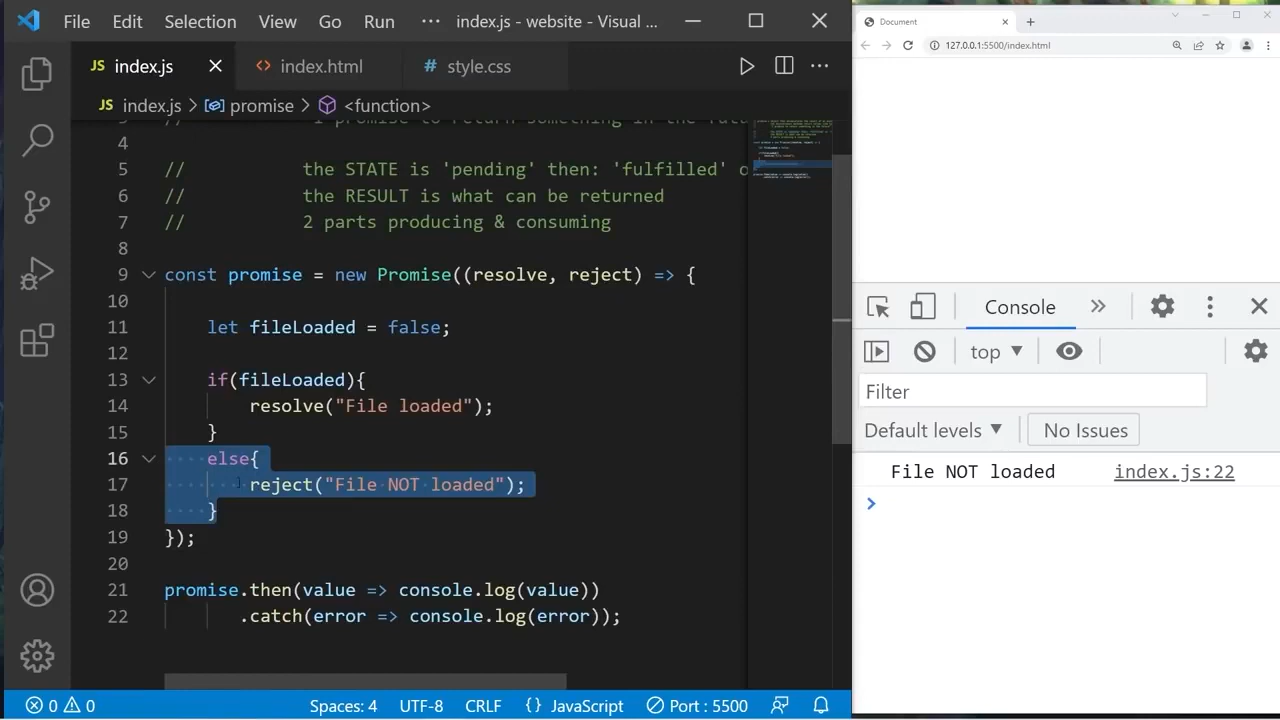 File Edit Selection View Go Run ··· index.js - website - Visual ...
JS index.js <> index.html # style.css
JS index.js > promise > <function>
4
5 // the STATE is 'pending' then: 'fulfilled' o
6 // the RESULT is what can be returned
7 // 2 parts producing & consuming
8
9 const promise = new Promise((resolve, reject) => {
10
11 let fileLoaded = false;
12
13 if(fileLoaded){
14 resolve("File loaded");
15 }
16 else{
17 reject("File NOT loaded");
18 }
19 });
20
21 promise.then(value => console.log(value))
22 .catch(error => console.log(error));
0 0 Spaces: 4 UTF-8 CRLF {} JavaScript Port : 5500
Document
127.0.0.1:5500/index.html
Console
top
Filter
Default levels No Issues
File NOT loaded index.js:22